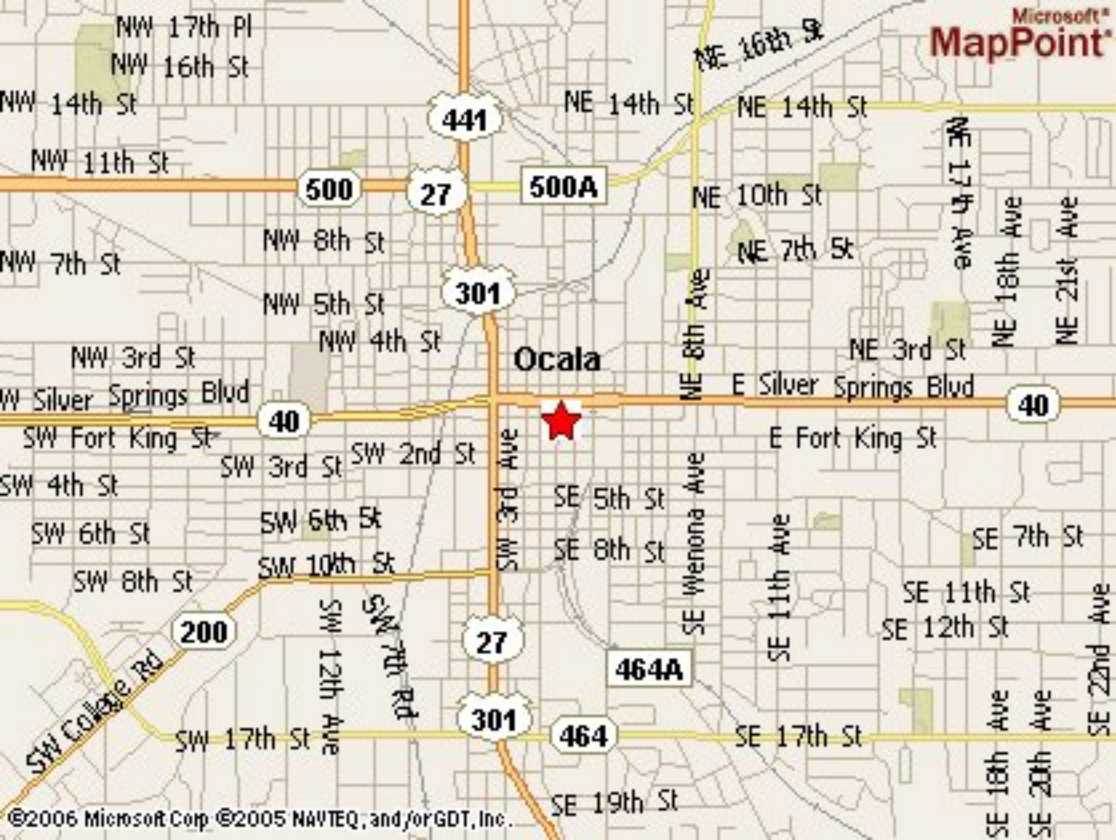 Microsoft®
MapPoint®
NW 17th Pl
NE 16th St
NW 16th St
NW 14th St
NE 14th St
NE 14th St
441
NW 11th St
NE 17th Ave
500
27
500A
NE 10th St
NW 8th St
NE 7th St
NW 7th St
NE 18th Ave
NE 21st Ave
301
NW 5th St
NE 8th Ave
NW 4th St
NW 3rd St
Ocala
NE 3rd St
W Silver Springs Blvd
E Silver Springs Blvd
40
40
SW Fort King St
E Fort King St
SW 2nd St
SW 3rd St
SW 4th St
SW 3rd Ave
SE 5th St
SE Wenona Ave
SW 6th St
SW 6th St
SE 7th St
SE 8th St
SE 11th Ave
SW 10th St
SW 8th St
SE 11th St
SE 12th St
200
SW 12th Ave
SW 7th Rd
27
464A
SE 22nd Ave
SW College Rd
301
464
SW 17th St
SE 17th St
SE 18th Ave
SE 20th Ave
SE 19th St
©2006 Microsoft Corp ©2005 NAVTEQ, and/or GDT, Inc.